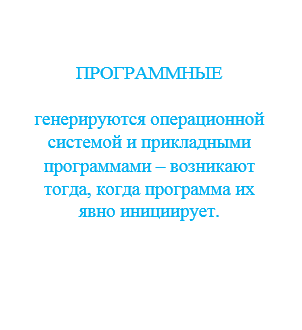 ПРОГРАММНЫЕ
генерируются операционной
системой и прикладными
программами – возникают
тогда, когда программа их
явно инициирует.